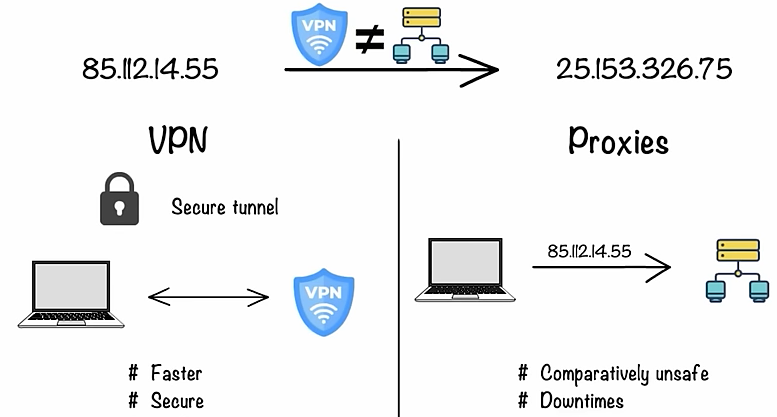 VPN ≠
85.112.14.55
25.153.326.75
VPN
Proxies
Secure tunnel
VPN
85.112.14.55
# Faster
# Secure
# Comparatively unsafe
# Downtimes